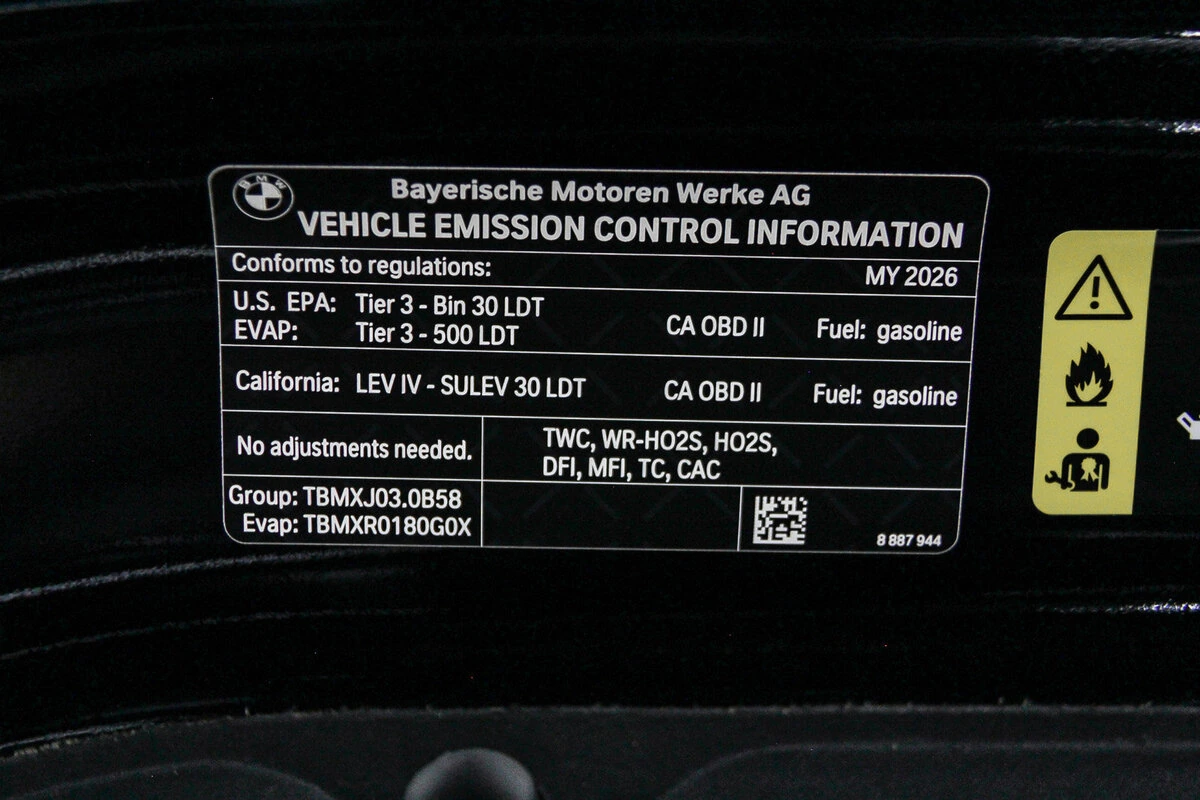 BMW
Bayerische Motoren Werke AG
VEHICLE EMISSION CONTROL INFORMATION
Conforms to regulations: MY 2026
U.S. EPA: Tier 3 - Bin 30 LDT
EVAP: Tier 3 - 500 LDT CA OBD II Fuel: gasoline
California: LEV IV - SULEV 30 LDT CA OBD II Fuel: gasoline
No adjustments needed.
TWC, WR-HO2S, HO2S,
DFI, MFI, TC, CAC
Group: TBMXJ03.0B58
Evap: TBMXR0180G0X
8 887 944